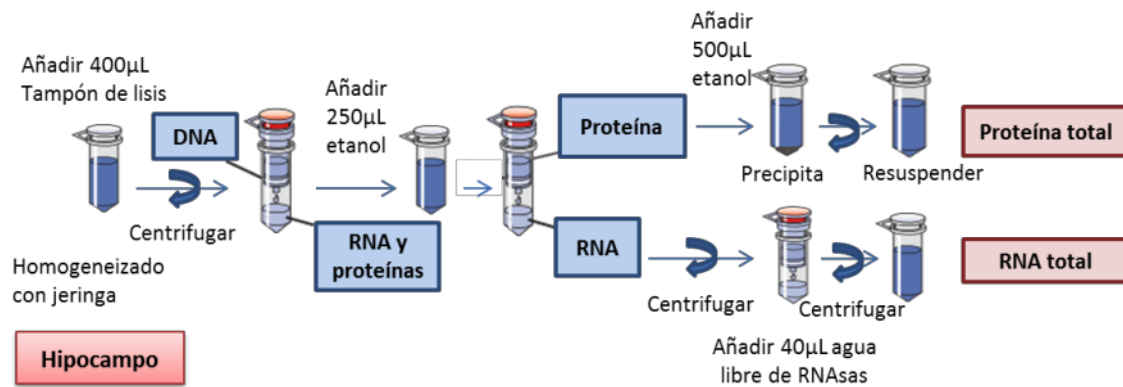 Añadir 400µL
Tampón de lisis
Homogeneizado
con jeringa
Hipocampo
DNA
Centrifugar
RNA y
proteínas
Añadir
250µL
etanol
Proteína
RNA
Añadir
500µL
etanol
Precipita
Resuspender
Proteína total
Centrifugar
Añadir 40µL agua
libre de RNAsas
Centrifugar
RNA total